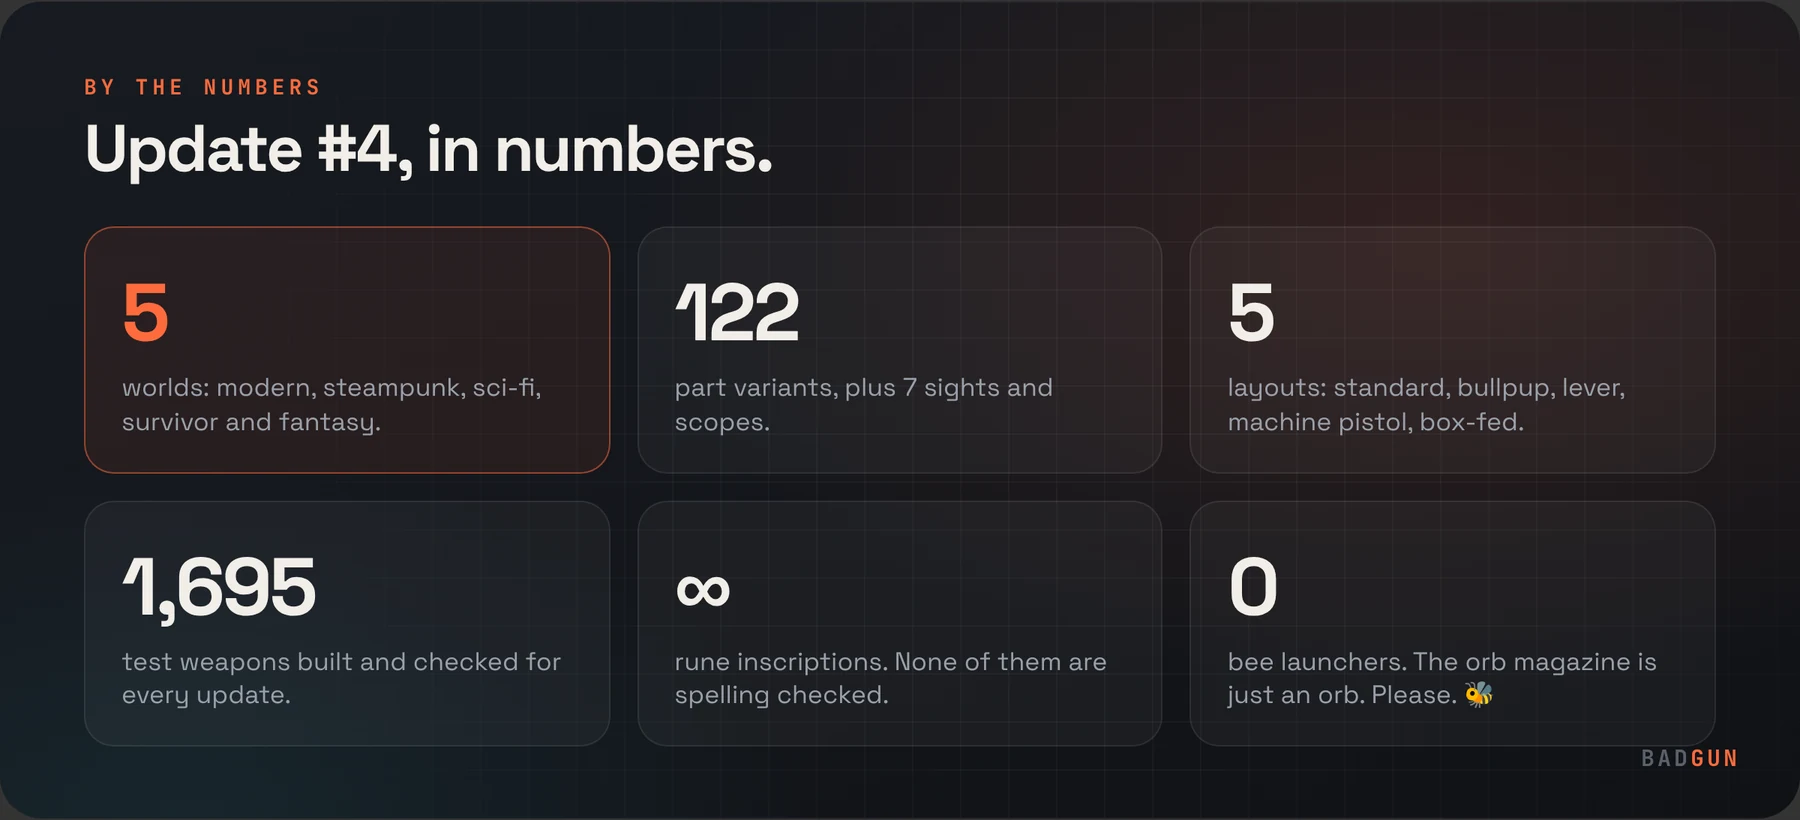 BY THE NUMBERS
Update #4, in numbers.
5
worlds: modern, steampunk, sci-fi,
survivor and fantasy.
122
part variants, plus 7 sights and
scopes.
5
layouts: standard, bullpup, lever,
machine pistol, box-fed.
1,695
test weapons built and checked for
every update.
∞
rune inscriptions. None of them are
spelling checked.
0
bee launchers. The orb magazine is
just an orb. Please. 🐝
BADGUN